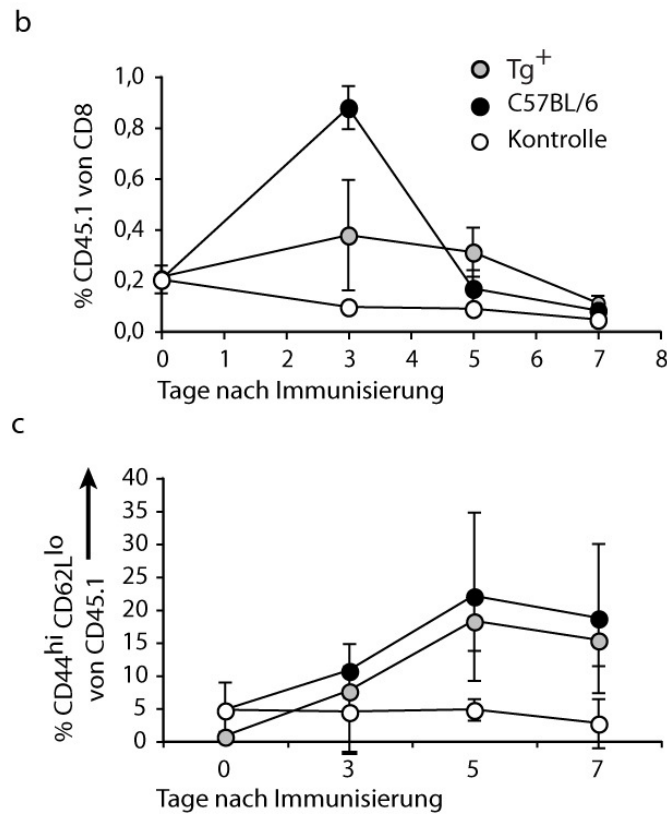 b
% CD45.1 von CD8
1,0
0,8
0,6
0,4
0,2
0,0
0 1 2 3 4 5 6 7 8
Tage nach Immunisierung
Tg+
C57BL/6
Kontrolle
c
% CD44hi CD62Llo
von CD45.1
40
35
30
25
20
15
10
5
0
0 3 5 7
Tage nach Immunisierung